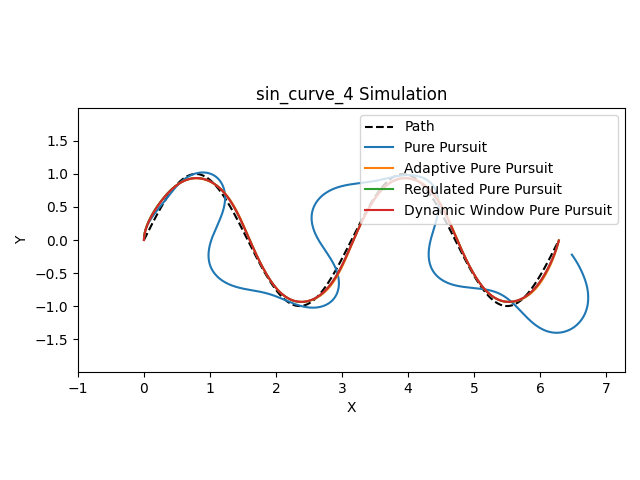 sin_curve_4 Simulation
Path
Pure Pursuit
Adaptive Pure Pursuit
Regulated Pure Pursuit
Dynamic Window Pure Pursuit
1.5
1.0
0.5
0.0
−0.5
−1.0
−1.5
Y
−1 0 1 2 3 4 5 6 7
X